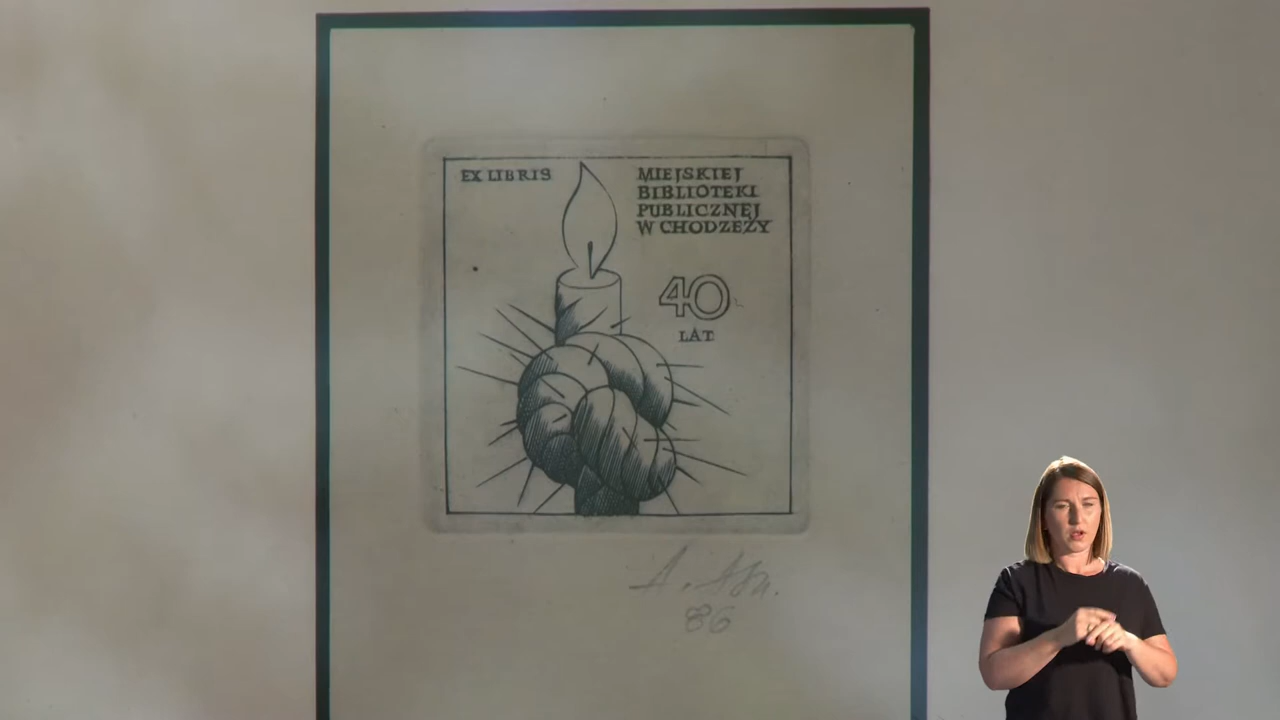 EX LIBRIS
MIEJSKIEJ
BIBLIOTEKI
PUBLICZNEJ
W CHODZEŻY
40
LAT
86